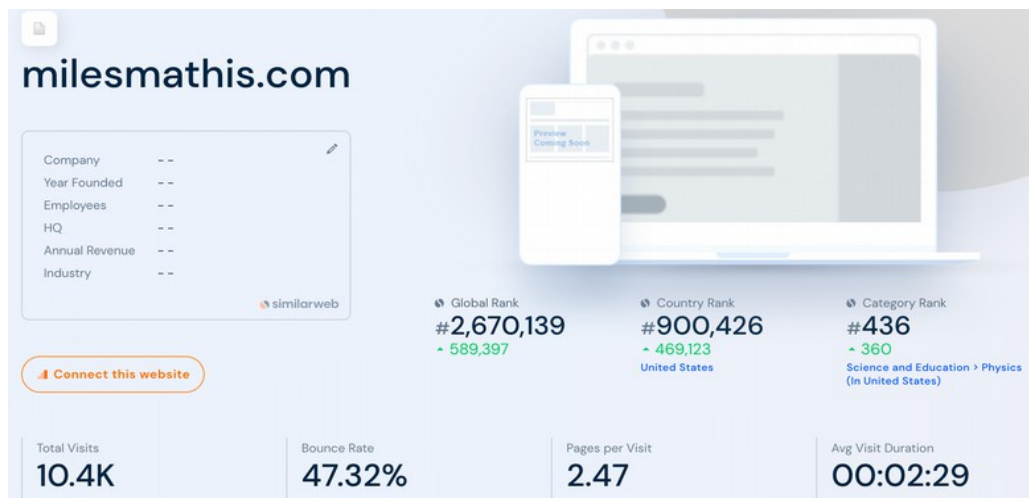 milesmathis.com
Company - -
Year Founded - -
Employees - -
HQ - -
Annual Revenue - -
Industry - -
similarweb
Connect this website
Preview
Coming Soon
Global Rank
#2,670,139
589,397
Country Rank
#900,426
469,123
United States
Category Rank
#436
360
Science and Education > Physics
(In United States)
Total Visits
10.4K
Bounce Rate
47.32%
Pages per Visit
2.47
Avg Visit Duration
00:02:29